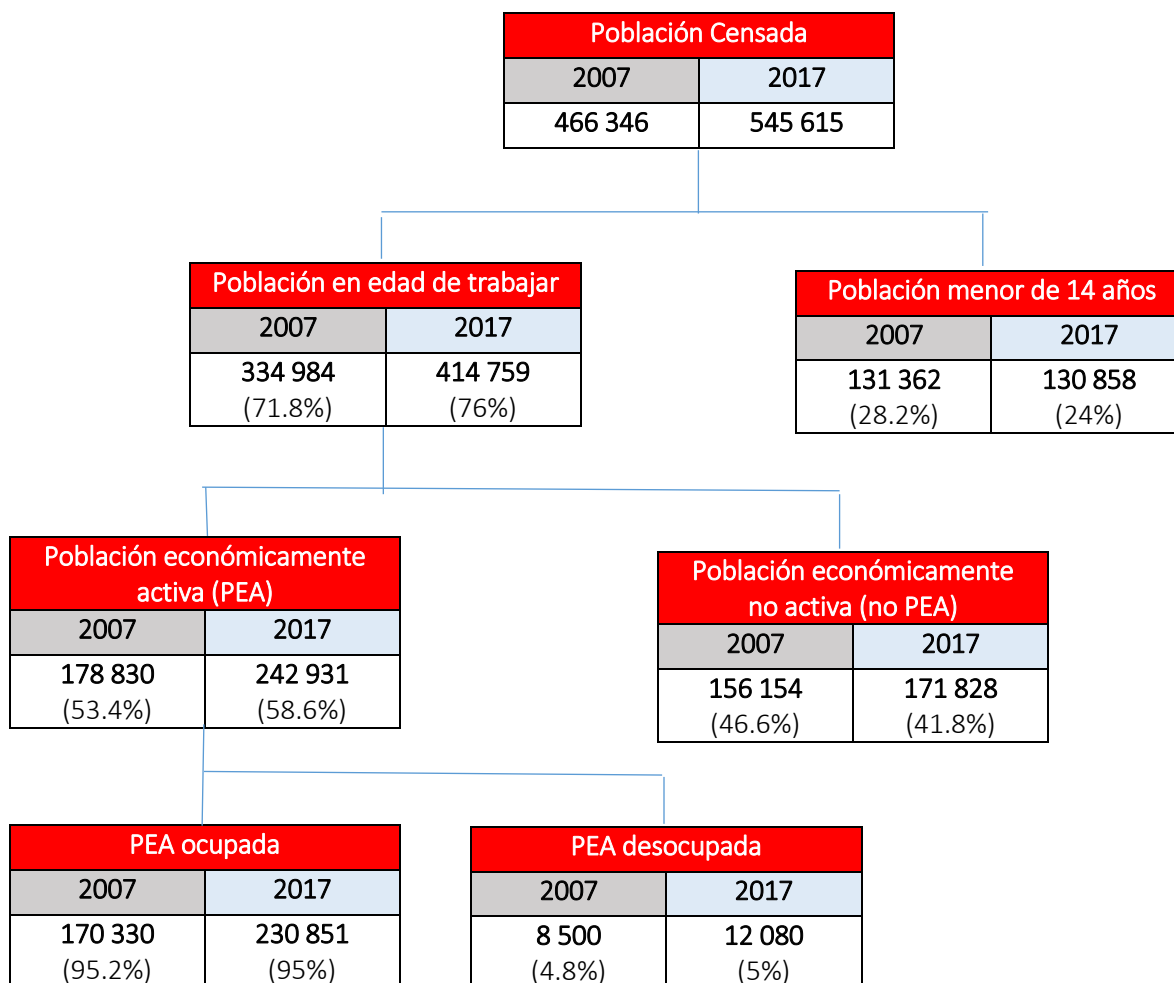 Población Censada
2007 2017
466 346 545 615
Población en edad de trabajar
2007 2017
334 984 414 759
(71.8%) (76%)
Población menor de 14 años
2007 2017
131 362 130 858
(28.2%) (24%)
Población económicamente
activa (PEA)
2007 2017
178 830 242 931
(53.4%) (58.6%)
Población económicamente
no activa (no PEA)
2007 2017
156 154 171 828
(46.6%) (41.8%)
PEA ocupada
2007 2017
170 330 230 851
(95.2%) (95%)
PEA desocupada
2007 2017
8 500 12 080
(4.8%) (5%)